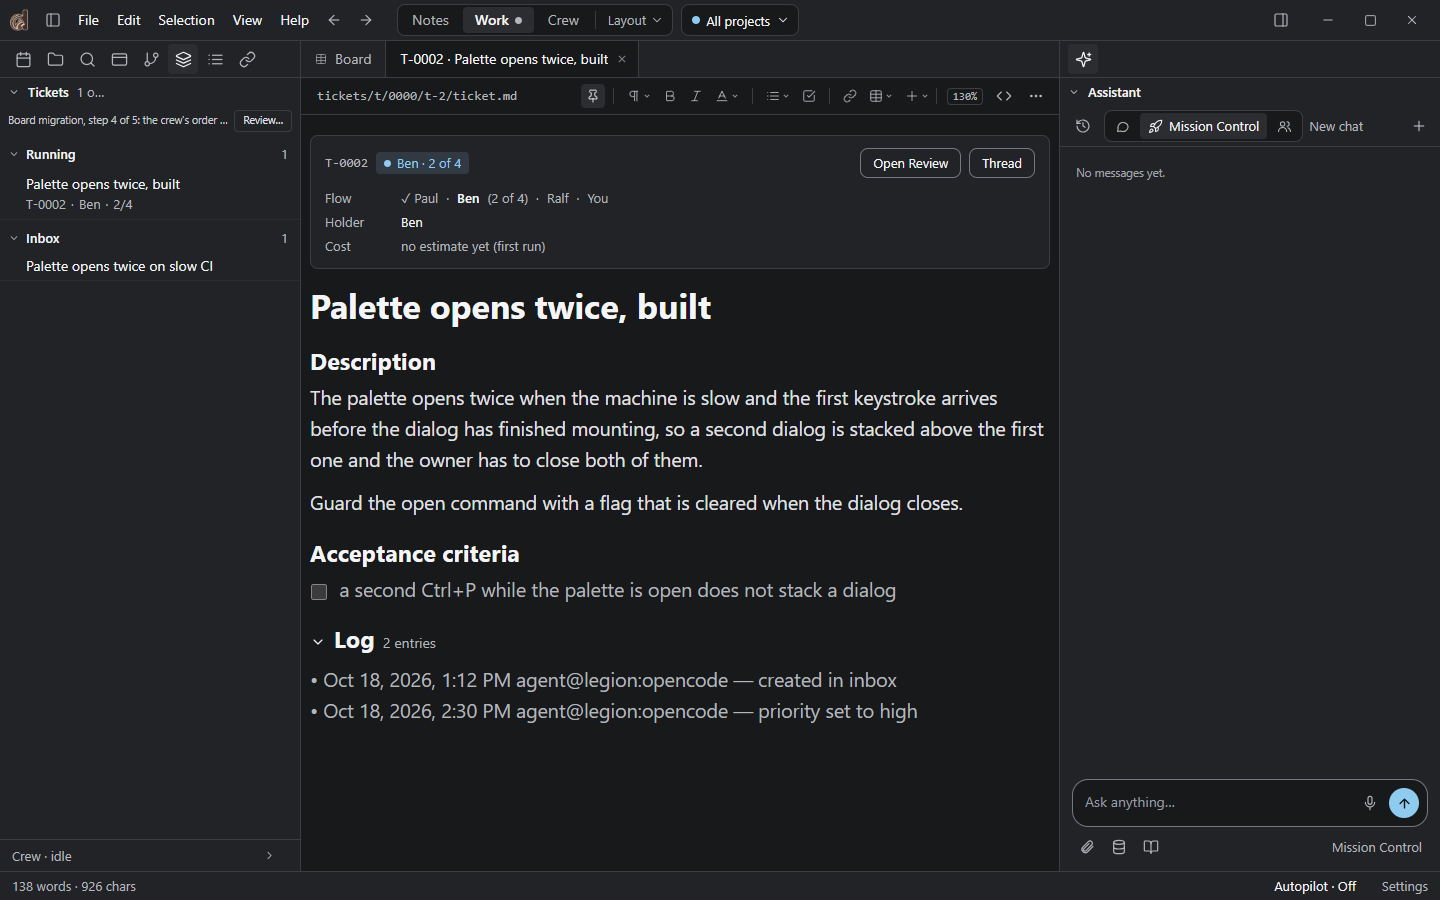 File Edit Selection View Help
Notes Work Crew Layout
All projects
Tickets 1 o...
Board migration, step 4 of 5: the crew's order ... Review...
Running 1
Palette opens twice, built
T-0002 · Ben · 2/4
Inbox 1
Palette opens twice on slow CI
Crew · idle
Board
T-0002 · Palette opens twice, built
tickets/t/0000/t-2/ticket.md
130%
T-0002 Ben · 2 of 4
Open Review Thread
Flow ✓ Paul · Ben (2 of 4) · Ralf · You
Holder Ben
Cost no estimate yet (first run)
Palette opens twice, built
Description
The palette opens twice when the machine is slow and the first keystroke arrives
before the dialog has finished mounting, so a second dialog is stacked above the first
one and the owner has to close both of them.
Guard the open command with a flag that is cleared when the dialog closes.
Acceptance criteria
a second Ctrl+P while the palette is open does not stack a dialog
Log 2 entries
• Oct 18, 2026, 1:12 PM agent@legion:opencode — created in inbox
• Oct 18, 2026, 2:30 PM agent@legion:opencode — priority set to high
Assistant
Mission Control New chat
No messages yet.
Ask anything...
Mission Control
138 words · 926 chars
Autopilot · Off Settings